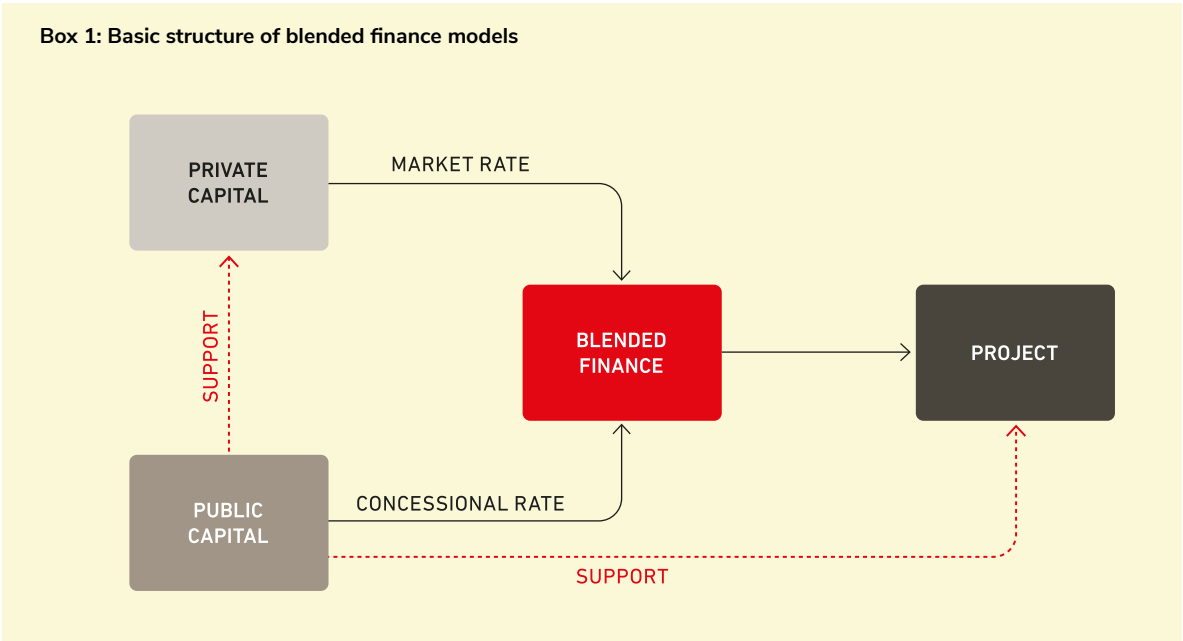 Box 1: Basic structure of blended finance models
PRIVATE
CAPITAL
MARKET RATE
SUPPORT
BLENDED
FINANCE
PROJECT
PUBLIC
CAPITAL
CONCESSIONAL RATE
SUPPORT